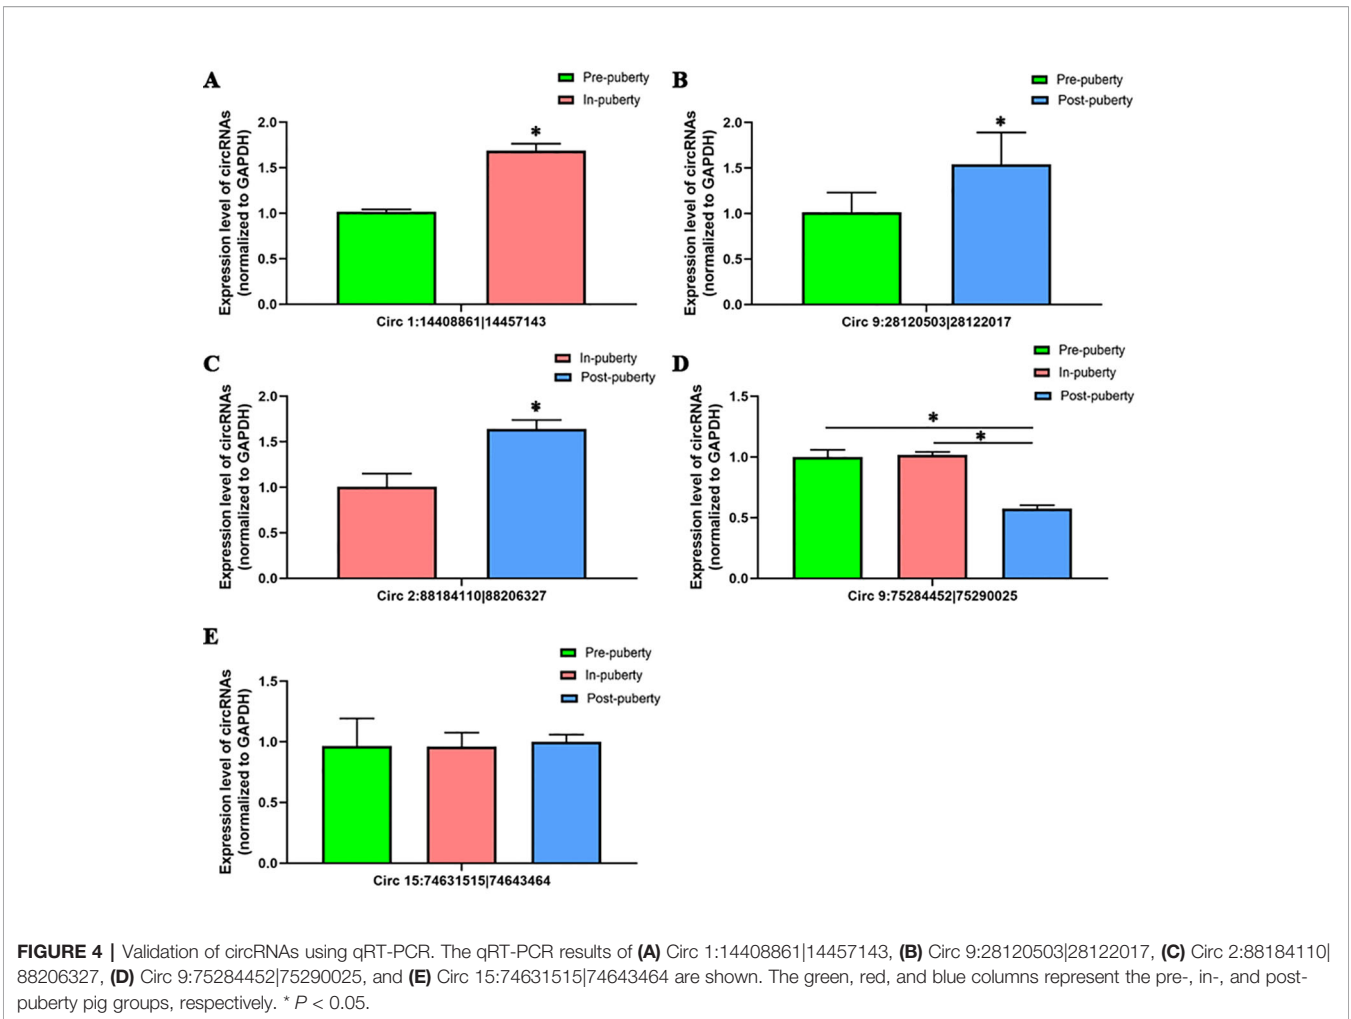 A
Pre-puberty
In-puberty
Expression level of circRNAs
(normalized to GAPDH)
2.0
1.5
1.0
0.5
0.0
*
Circ 1:14408861|14457143
B
Pre-puberty
Post-puberty
Expression level of circRNAs
(normalized to GAPDH)
2.0
1.5
1.0
0.5
0.0
*
Circ 9:28120503|28122017
C
In-puberty
Post-puberty
Expression level of circRNAs
(normalized to GAPDH)
2.0
1.5
1.0
0.5
0.0
*
Circ 2:88184110|88206327
D
Pre-puberty
In-puberty
Post-puberty
Expression level of circRNAs
(normalized to GAPDH)
1.5
1.0
0.5
0.0
*
*
Circ 9:75284452|75290025
E
Pre-puberty
In-puberty
Post-puberty
Expression level of circRNAs
(normalized to GAPDH)
1.5
1.0
0.5
0.0
Circ 15:74631515|74643464
FIGURE 4 | Validation of circRNAs using qRT-PCR. The qRT-PCR results of (A) Circ 1:14408861|14457143, (B) Circ 9:28120503|28122017, (C) Circ 2:88184110|
88206327, (D) Circ 9:75284452|75290025, and (E) Circ 15:74631515|74643464 are shown. The green, red, and blue columns represent the pre-, in-, and post-
puberty pig groups, respectively. * P < 0.05.